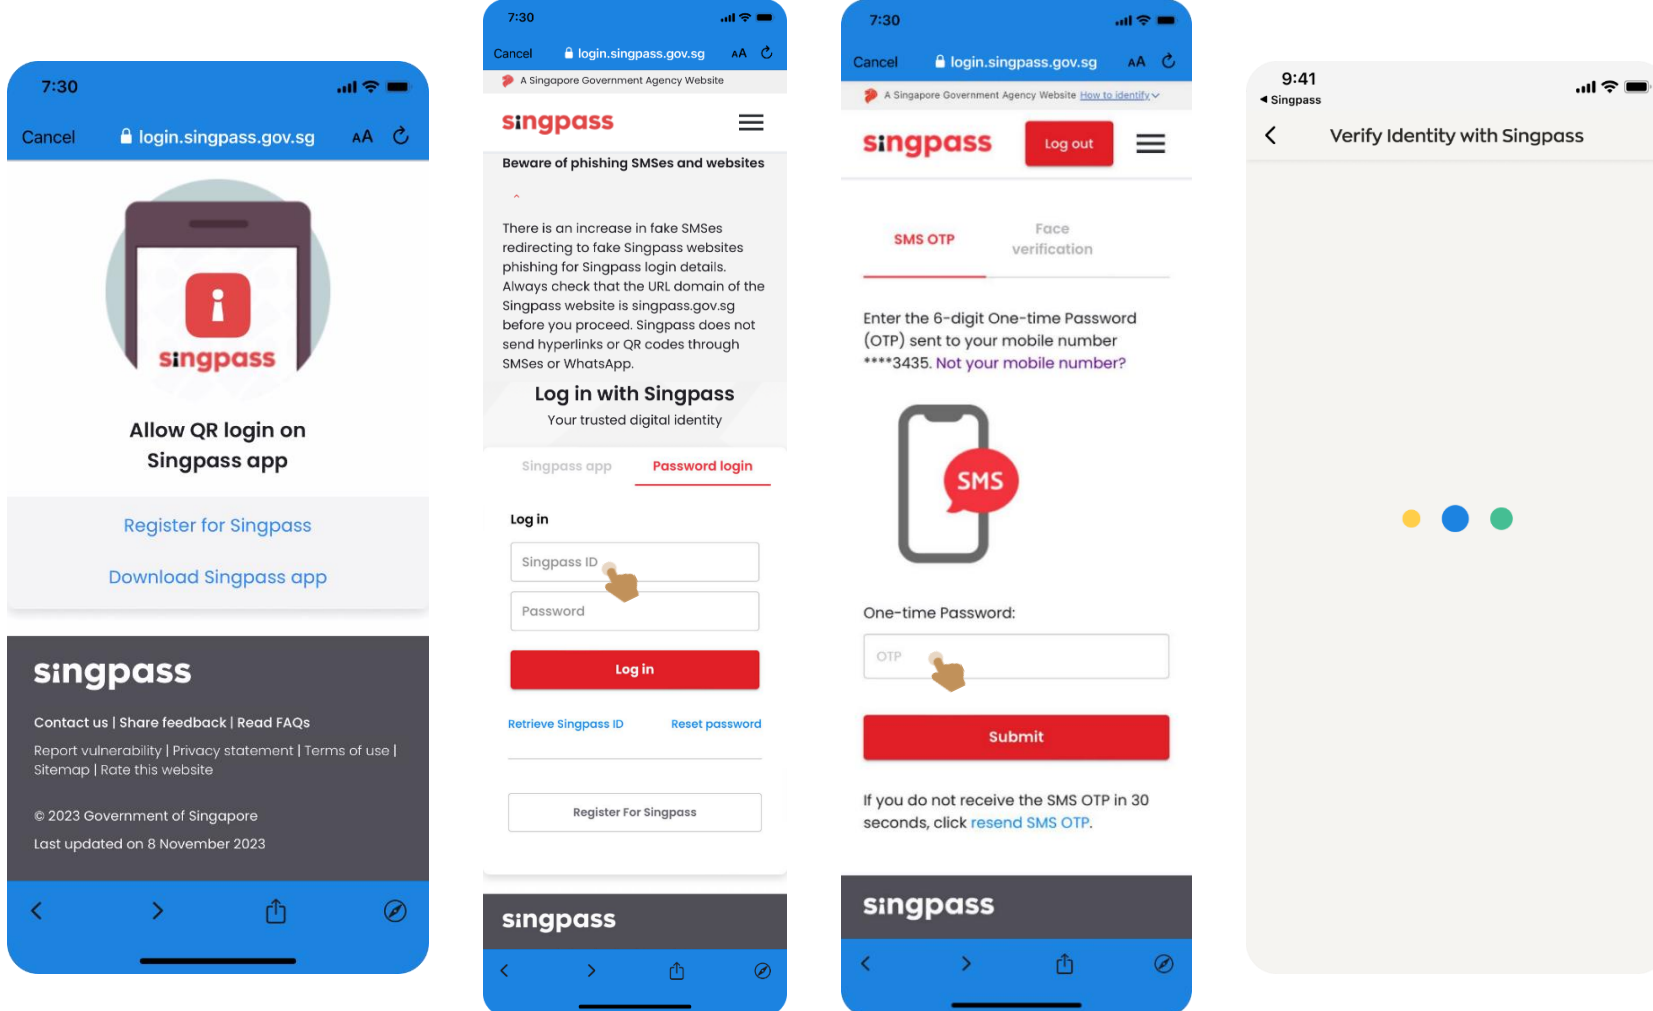 7:30
Cancel
login.singpass.gov.sg
AA
singpass
Allow QR login on
Singpass app
Register for Singpass
Download Singpass app
singpass
Contact us | Share feedback | Read FAQs
Report vulnerability | Privacy statement | Terms of use |
Sitemap | Rate this website
© 2023 Government of Singapore
Last updated on 8 November 2023
7:30
Cancel
login.singpass.gov.sg
AA
A Singapore Government Agency Website
singpass
Beware of phishing SMSes and websites
There is an increase in fake SMSes
redirecting to fake Singpass websites
phishing for Singpass login details.
Always check that the URL domain of the
Singpass website is singpass.gov.sg
before you proceed. Singpass does not
send hyperlinks or QR codes through
SMSes or WhatsApp.
Log in with Singpass
Your trusted digital identity
Singpass app
Password login
Log in
Singpass ID
Password
Log in
Retrieve Singpass ID
Reset password
Register For Singpass
singpass
7:30
Cancel
login.singpass.gov.sg
AA
A Singapore Government Agency Website How to identify
singpass
Log out
SMS OTP
Face
verification
Enter the 6-digit One-time Password
(OTP) sent to your mobile number
****3435. Not your mobile number?
SMS
One-time Password:
OTP
Submit
If you do not receive the SMS OTP in 30
seconds, click resend SMS OTP.
singpass
9:41
Singpass
Verify Identity with Singpass